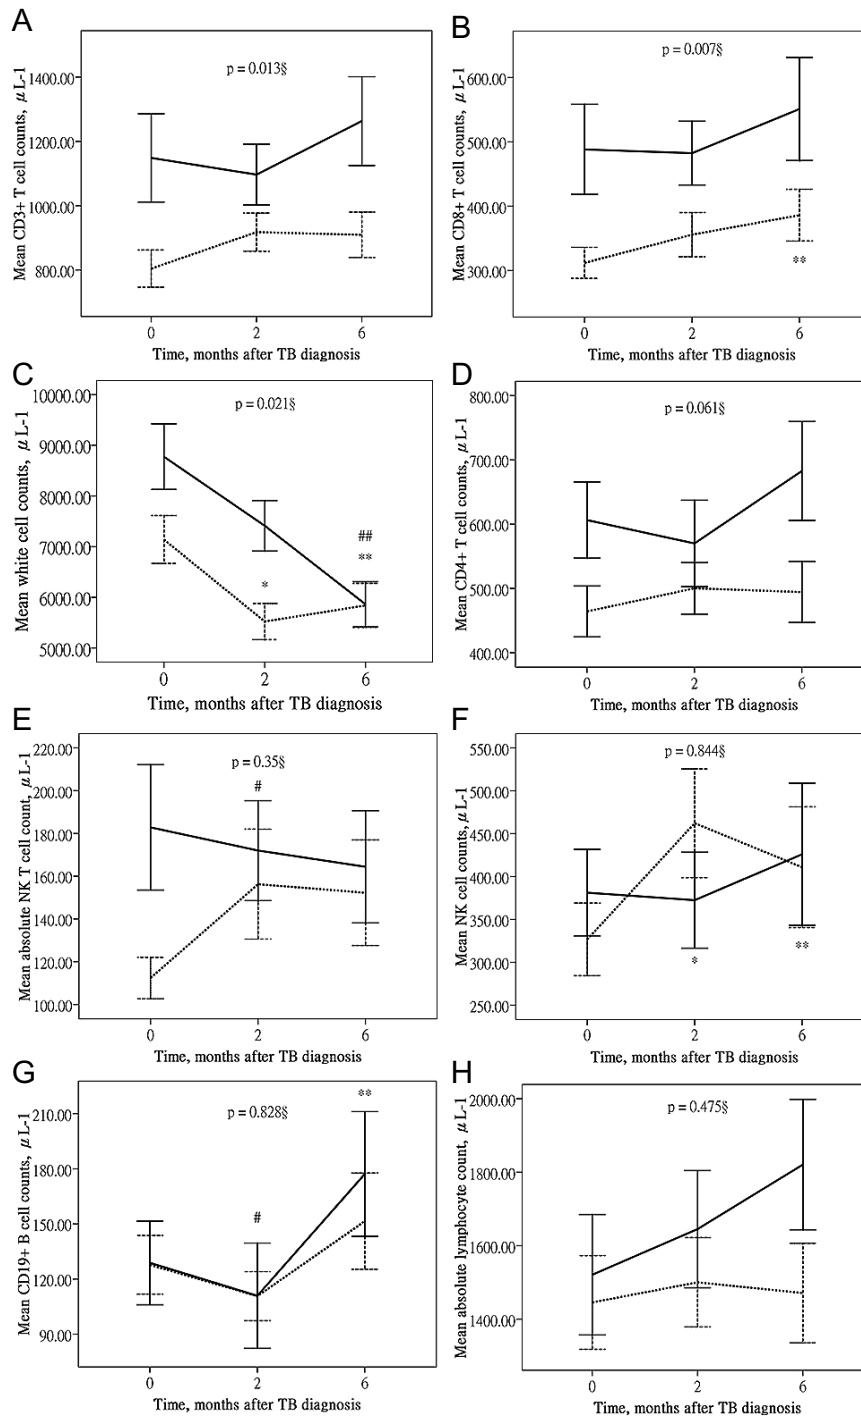 A
Mean CD3+ T cell counts, μL-1
p = 0.013§
1400.00
1200.00
1000.00
800.00
0 2 6
Time, months after TB diagnosis
B
Mean CD8+ T cell counts, μL-1
p = 0.007§
600.00
500.00
400.00
300.00
**
0 2 6
Time, months after TB diagnosis
C
Mean white cell counts, μL-1
p = 0.021§
10000.00
9000.00
8000.00
7000.00
6000.00
5000.00
##
**
*
0 2 6
Time, months after TB diagnosis
D
Mean CD4+ T cell counts, μL-1
p = 0.061§
800.00
700.00
600.00
500.00
400.00
0 2 6
Time, months after TB diagnosis
E
Mean absolute NK T cell count, μL-1
p = 0.35§
#
220.00
200.00
180.00
160.00
140.00
120.00
100.00
0 2 6
Time, months after TB diagnosis
F
Mean NK cell counts, μL-1
p = 0.844§
550.00
500.00
450.00
400.00
350.00
300.00
250.00
* **
0 2 6
Time, months after TB diagnosis
G
Mean CD19+ B cell counts, μL-1
p = 0.828§
**
#
210.00
180.00
150.00
120.00
90.00
0 2 6
Time, months after TB diagnosis
H
Mean absolute lymphocyte count, μL-1
p = 0.475§
2000.00
1800.00
1600.00
1400.00
0 2 6
Time, months after TB diagnosis